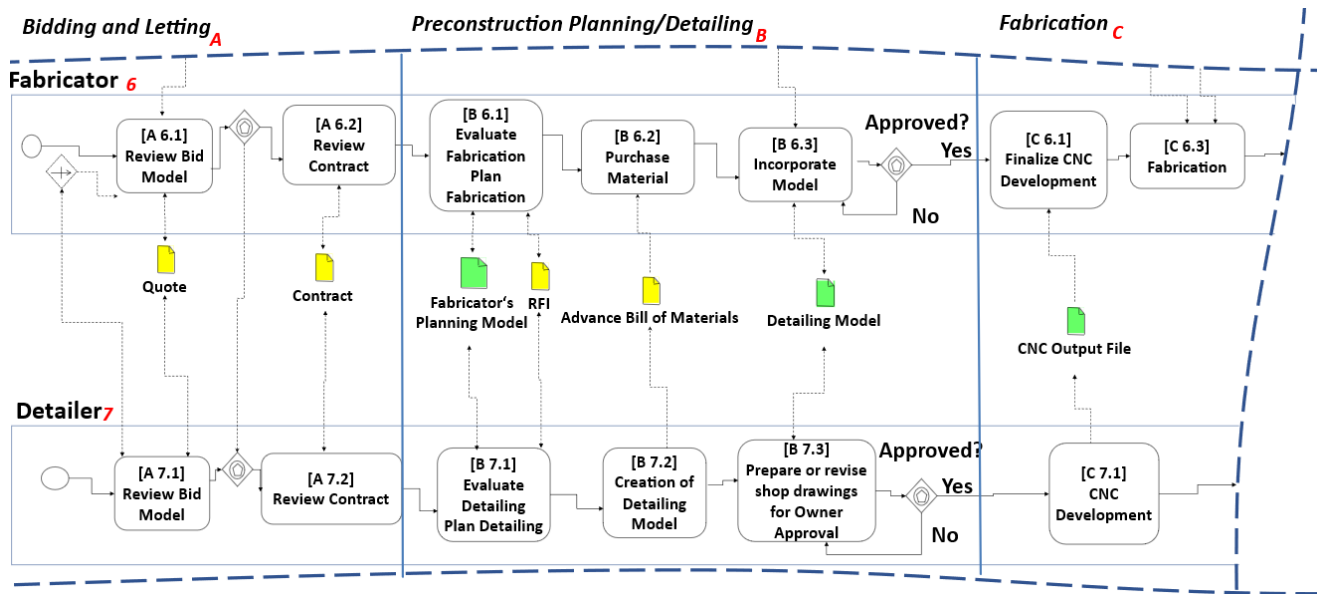 Bidding and Letting A
Preconstruction Planning/Detailing B
Fabrication C
Fabricator 6
[A 6.1]
Review Bid
Model
[A 6.2]
Review
Contract
[B 6.1]
Evaluate
Fabrication
Plan
Fabrication
[B 6.2]
Purchase
Material
[B 6.3]
Incorporate
Model
Approved?
Yes
No
[C 6.1]
Finalize CNC
Development
[C 6.3]
Fabrication
Quote
Contract
Fabricator's
Planning Model
RFI
Advance Bill of Materials
Detailing Model
CNC Output File
Detailer 7
[A 7.1]
Review Bid
Model
[A 7.2]
Review Contract
[B 7.1]
Evaluate
Detailing
Plan Detailing
[B 7.2]
Creation of
Detailing
Model
[B 7.3]
Prepare or revise
shop drawings
for Owner
Approval
Approved?
Yes
No
[C 7.1]
CNC
Development